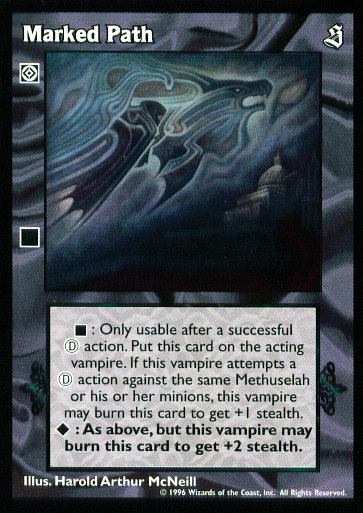 Marked Path
: Only usable after a successful
Ⓓ action. Put this card on the acting
vampire. If this vampire attempts a
Ⓓ action against the same Methuselah
or his or her minions, this vampire
may burn this card to get +1 stealth.
: As above, but this vampire may
burn this card to get +2 stealth.
Illus. Harold Arthur McNeill
© 1996 Wizards of the Coast, Inc. All Rights Reserved.